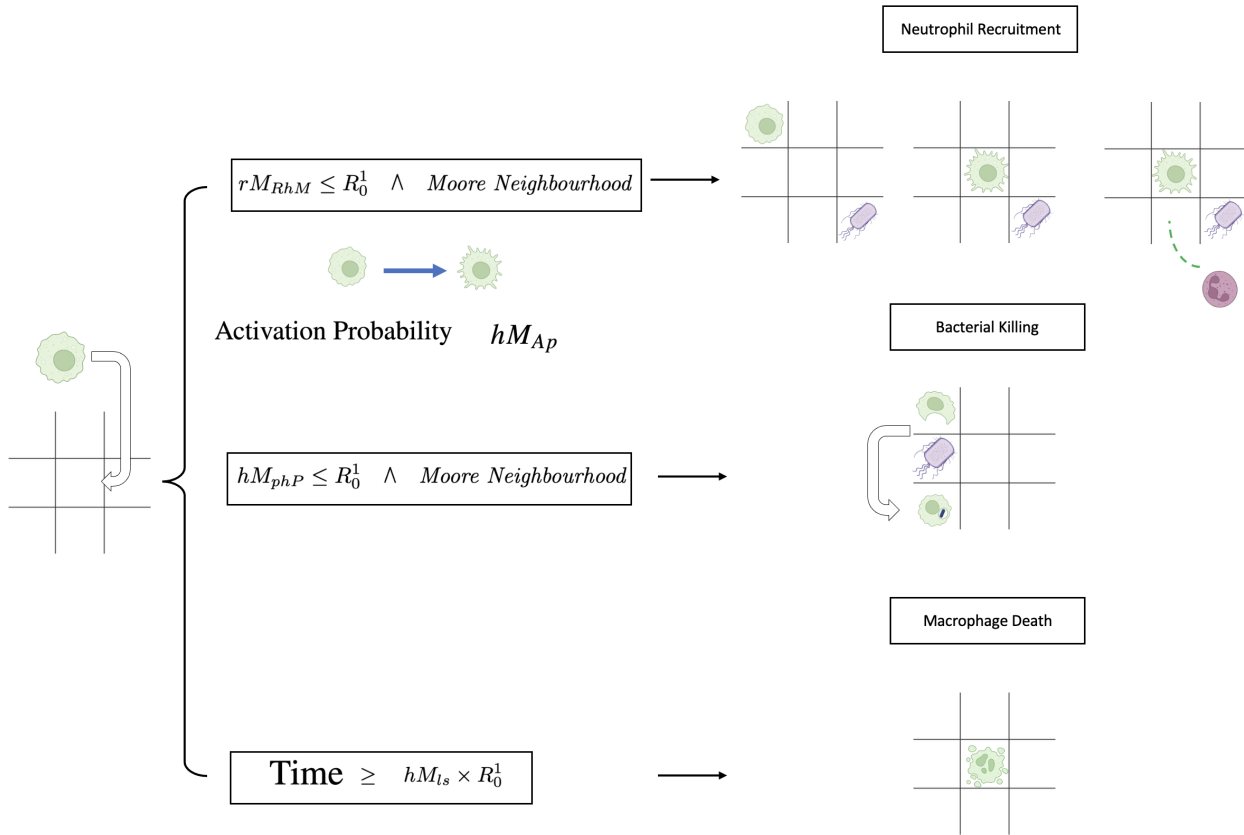 Neutrophil Recruitment
rM_{RhM} ≤ R_0^1 ∧ Moore Neighbourhood
Activation Probability hM_{Ap}
Bacterial Killing
hM_{phP} ≤ R_0^1 ∧ Moore Neighbourhood
Macrophage Death
Time ≥ hM_{ls} × R_0^1